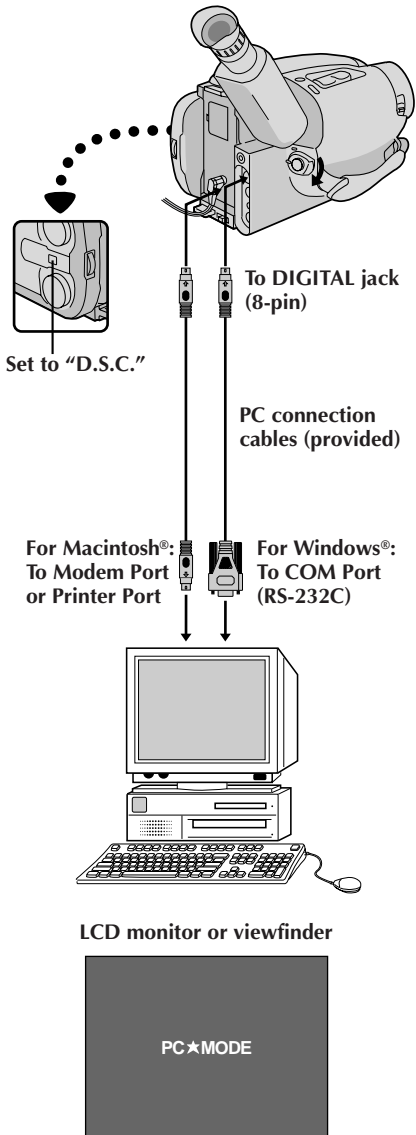 To DIGITAL jack
(8-pin)
Set to “D.S.C.”
PC connection
cables (provided)
For Macintosh®:
To Modem Port
or Printer Port
For Windows®:
To COM Port
(RS-232C)
LCD monitor or viewfinder
PC★MODE